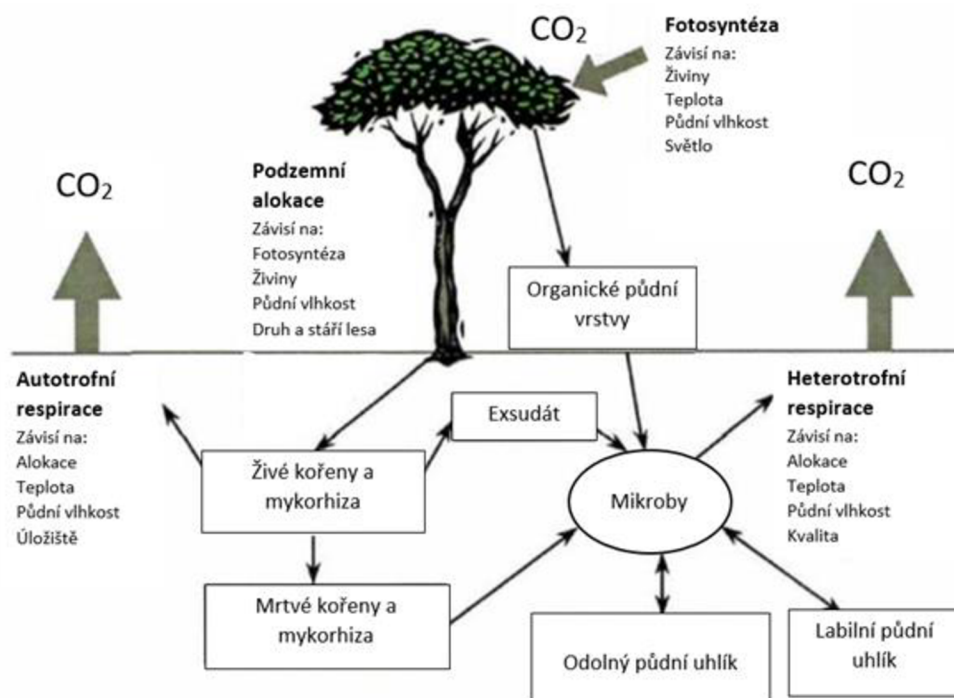 CO2
Fotosyntéza
Závisí na:
Živiny
Teplota
Půdní vlhkost
Světlo
CO2
Podzemní
alokace
Závisí na:
Fotosyntéza
Živiny
Půdní vlhkost
Druh a stáří lesa
CO2
Organické půdní
vrstvy
Autotrofní
respirace
Závisí na:
Alokace
Teplota
Půdní vlhkost
Úložiště
Exsudát
Heterotrofní
respirace
Závisí na:
Alokace
Teplota
Půdní vlhkost
Kvalita
Živé kořeny a
mykorhiza
Mikroby
Mrtvé kořeny a
mykorhiza
Odolný půdní uhlík
Labilní půdní
uhlík